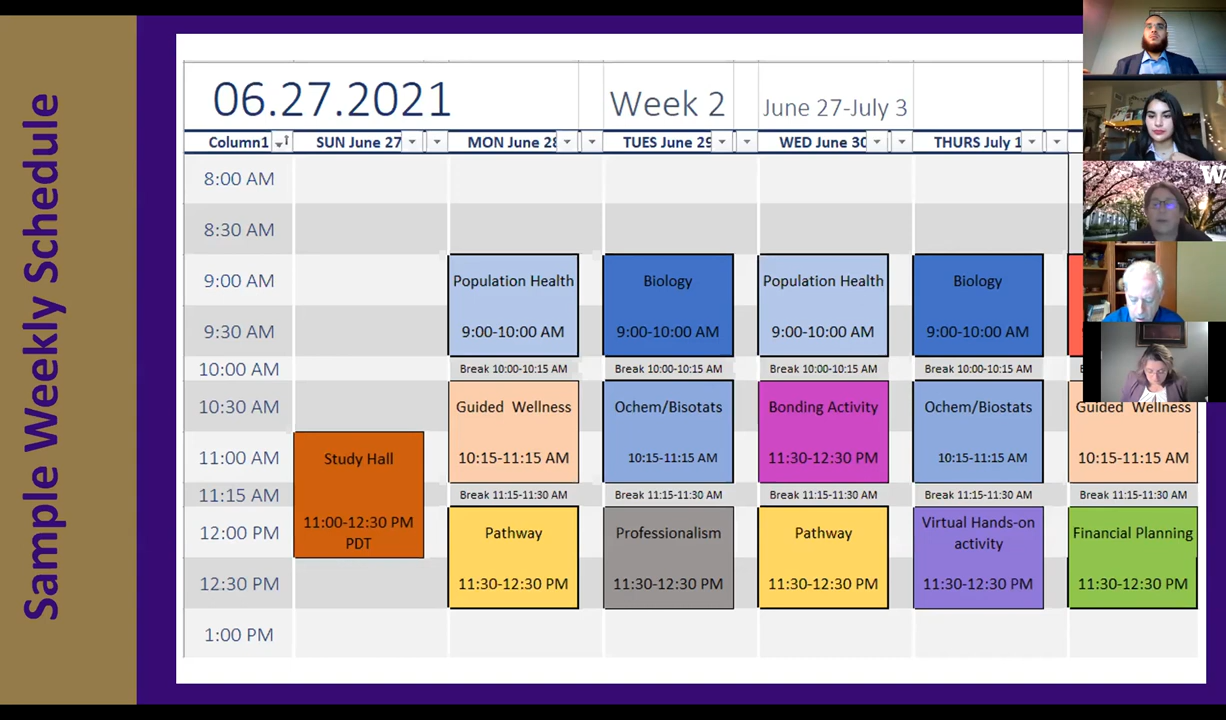 Sample Weekly Schedule
06.27.2021 Week 2 June 27-July 3
Column1 SUN June 27 MON June 28 TUES June 29 WED June 30 THURS July 1
8:00 AM
8:30 AM
9:00 AM Population Health Biology Population Health Biology
9:30 AM 9:00-10:00 AM 9:00-10:00 AM 9:00-10:00 AM 9:00-10:00 AM
10:00 AM Break 10:00-10:15 AM Break 10:00-10:15 AM Break 10:00-10:15 AM Break 10:00-10:15 AM
10:30 AM Guided Wellness Ochem/Bisotats Bonding Activity Ochem/Biostats Guided Wellness
11:00 AM Study Hall 10:15-11:15 AM 10:15-11:15 AM 11:30-12:30 PM 10:15-11:15 AM 10:15-11:15 AM
11:15 AM Break 11:15-11:30 AM Break 11:15-11:30 AM Break 11:15-11:30 AM Break 11:15-11:30 AM Break 11:15-11:30 AM
11:00-12:30 PM
PDT
12:00 PM Pathway Professionalism Pathway Virtual Hands-on
activity Financial Planning
12:30 PM 11:30-12:30 PM 11:30-12:30 PM 11:30-12:30 PM 11:30-12:30 PM 11:30-12:30 PM
1:00 PM